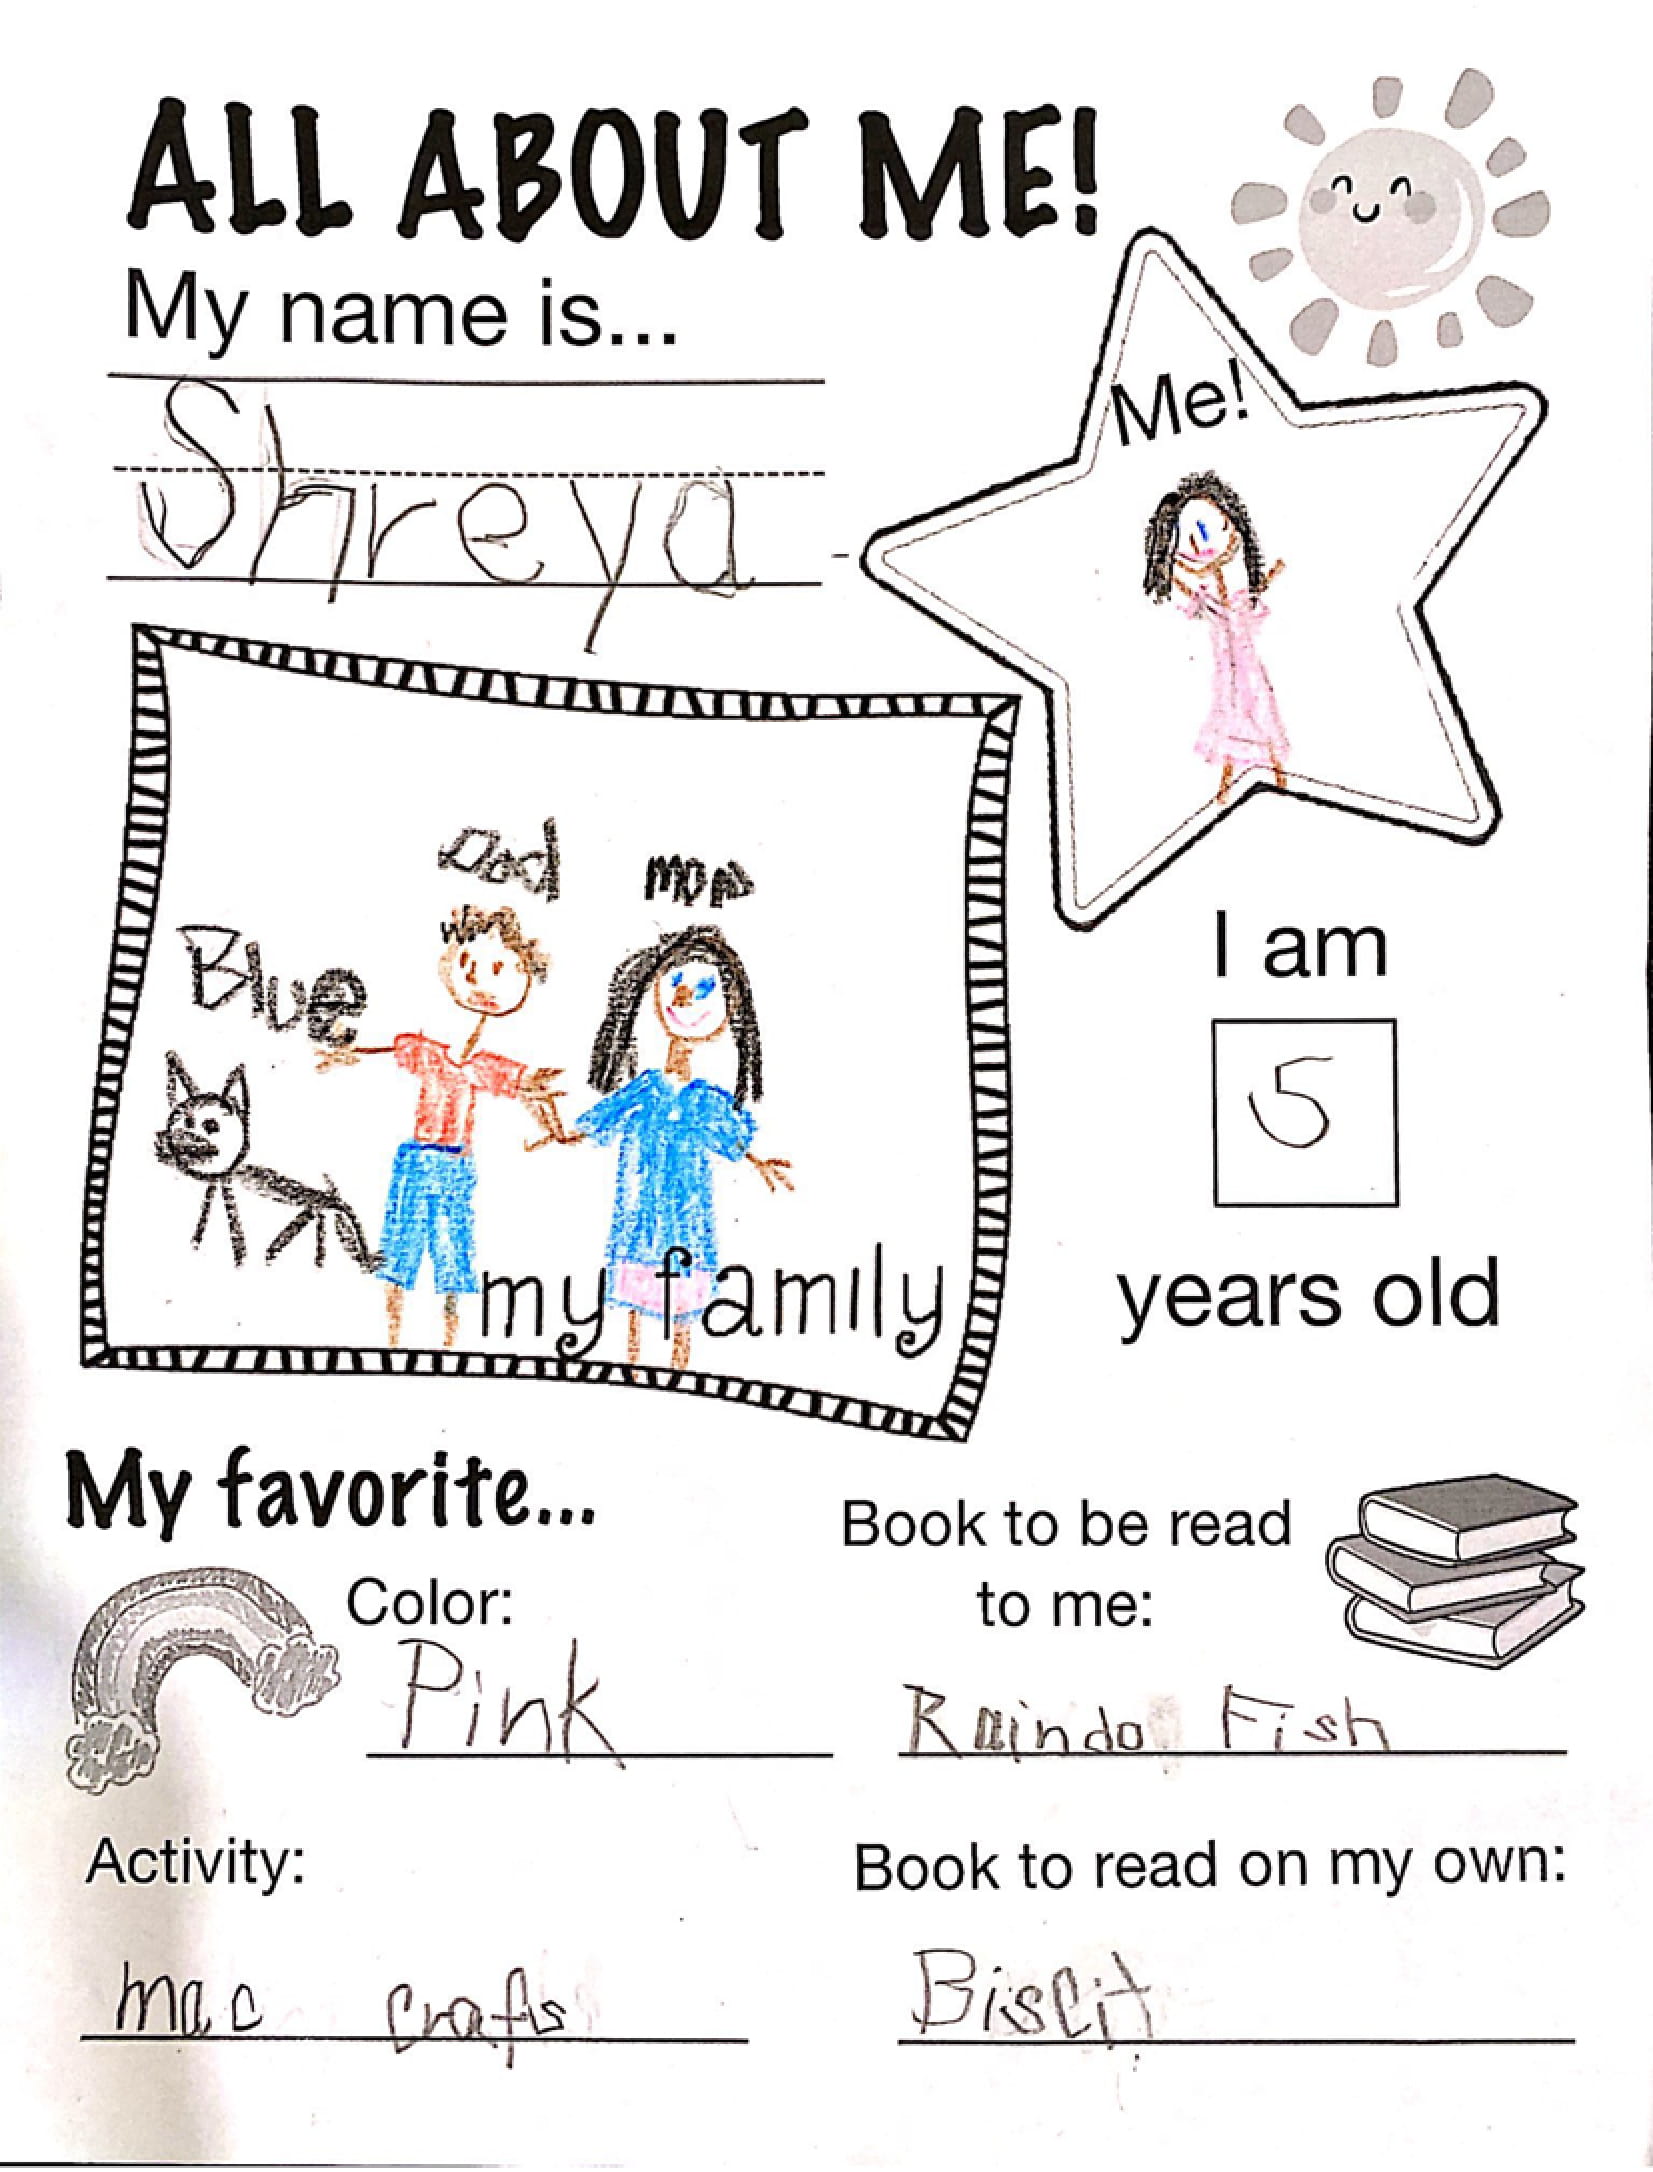 ALL ABOUT ME!
My name is...
Shreya
Me!
Dad
mom
Blue
my family
I am
5
years old
My favorite...
Color:
Pink
Book to be read
to me:
Raindo Fish
Activity:
mac crafs
Book to read on my own:
Biscit